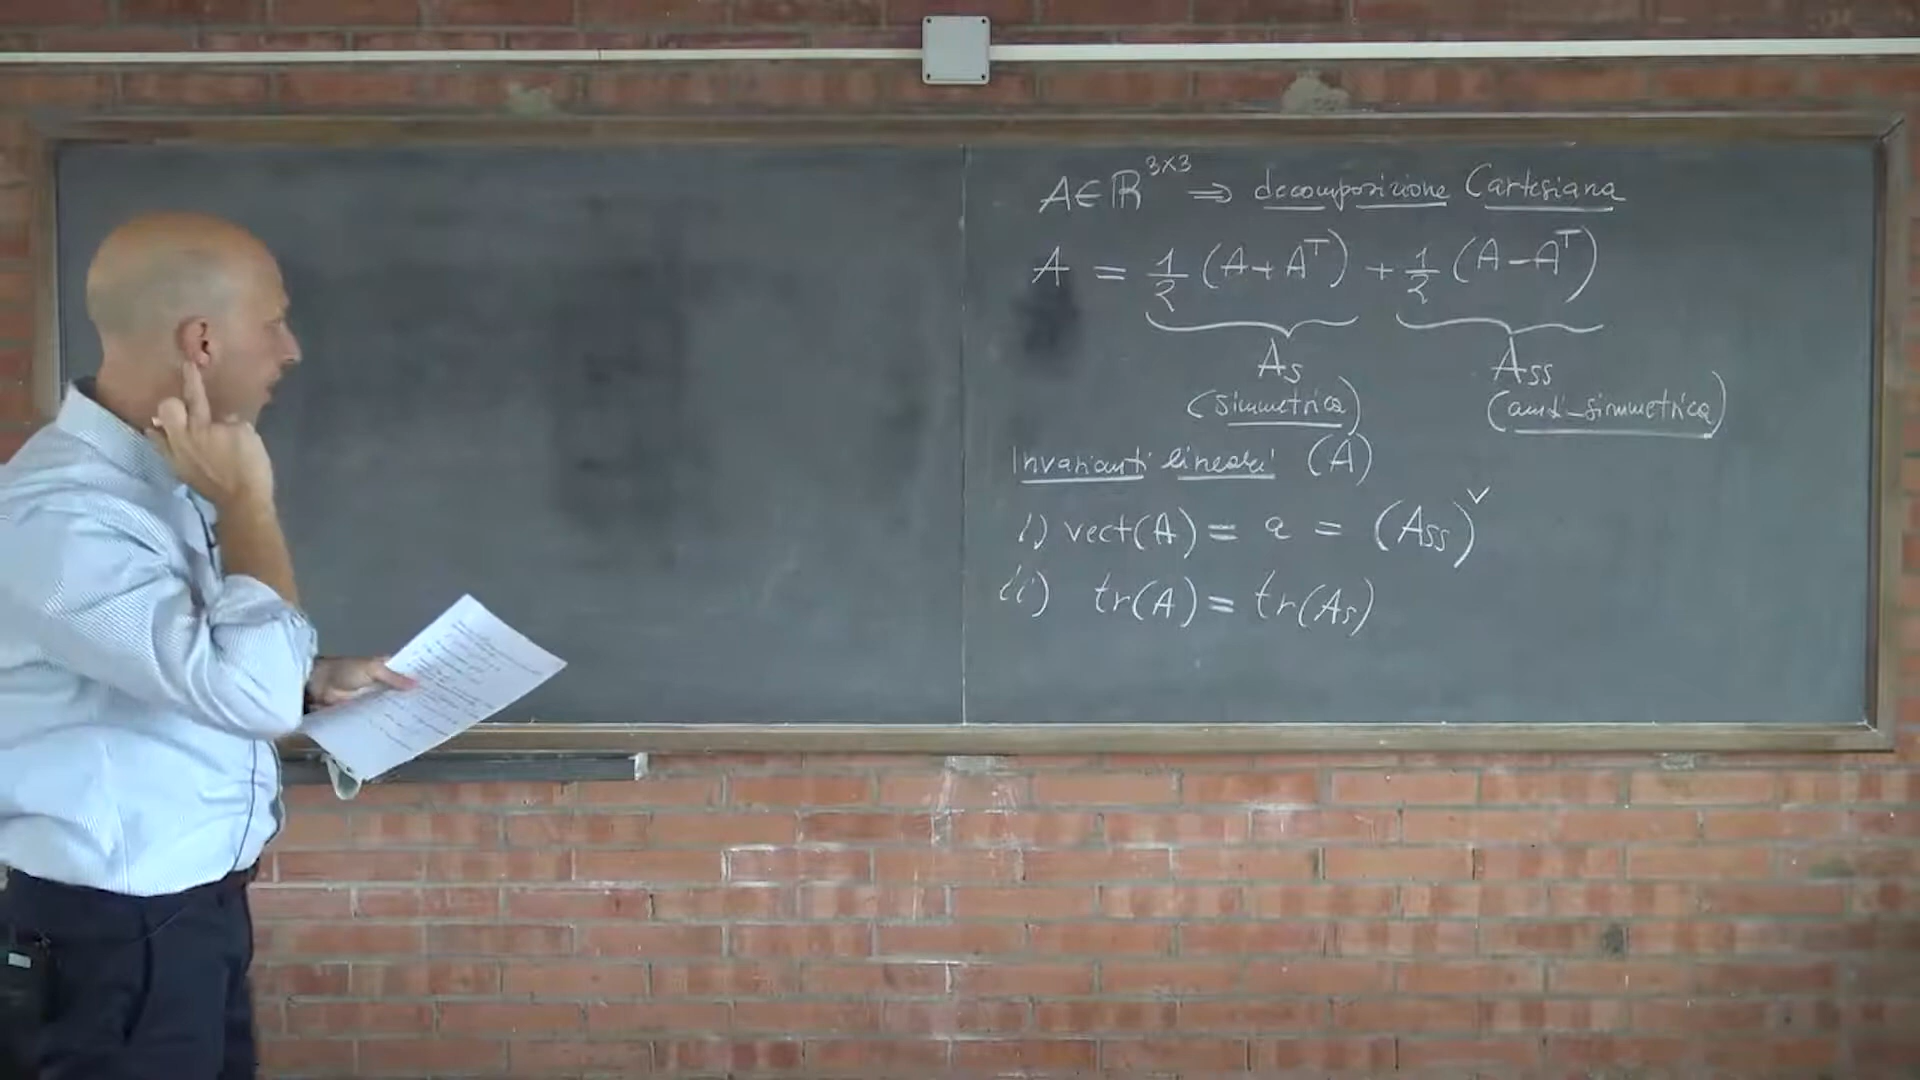 A ∈ ℝ^{3×3} ⇒ decomposizione Cartesiana
A = 1/2 (A + A^T) + 1/2 (A − A^T)
A_S A_SS
(simmetrica) (anti-simmetrica)
Invarianti lineari (A)
i) vect(A) = a = (A_SS)^∨
ii) tr(A) = tr(A_S)